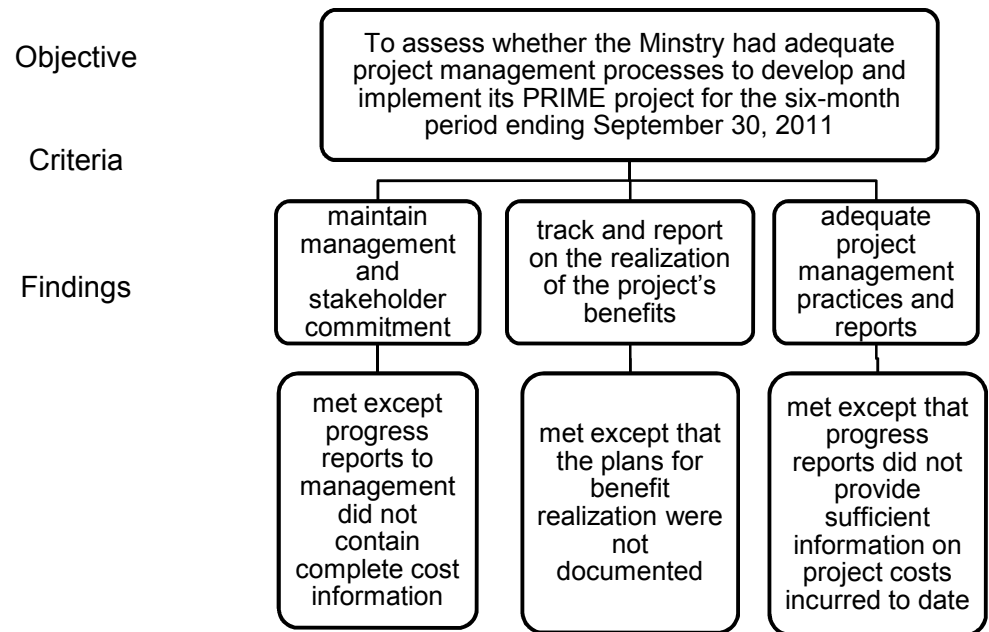 Objective
To assess whether the Minstry had adequate
project management processes to develop and
implement its PRIME project for the six-month
period ending September 30, 2011
Criteria
maintain
management
and
stakeholder
commitment
track and report
on the realization
of the project's
benefits
adequate
project
management
practices and
reports
Findings
met except
progress
reports to
management
did not
contain
complete cost
information
met except that
the plans for
benefit
realization were
not
documented
met except that
progress
reports did not
provide
sufficient
information on
project costs
incurred to date